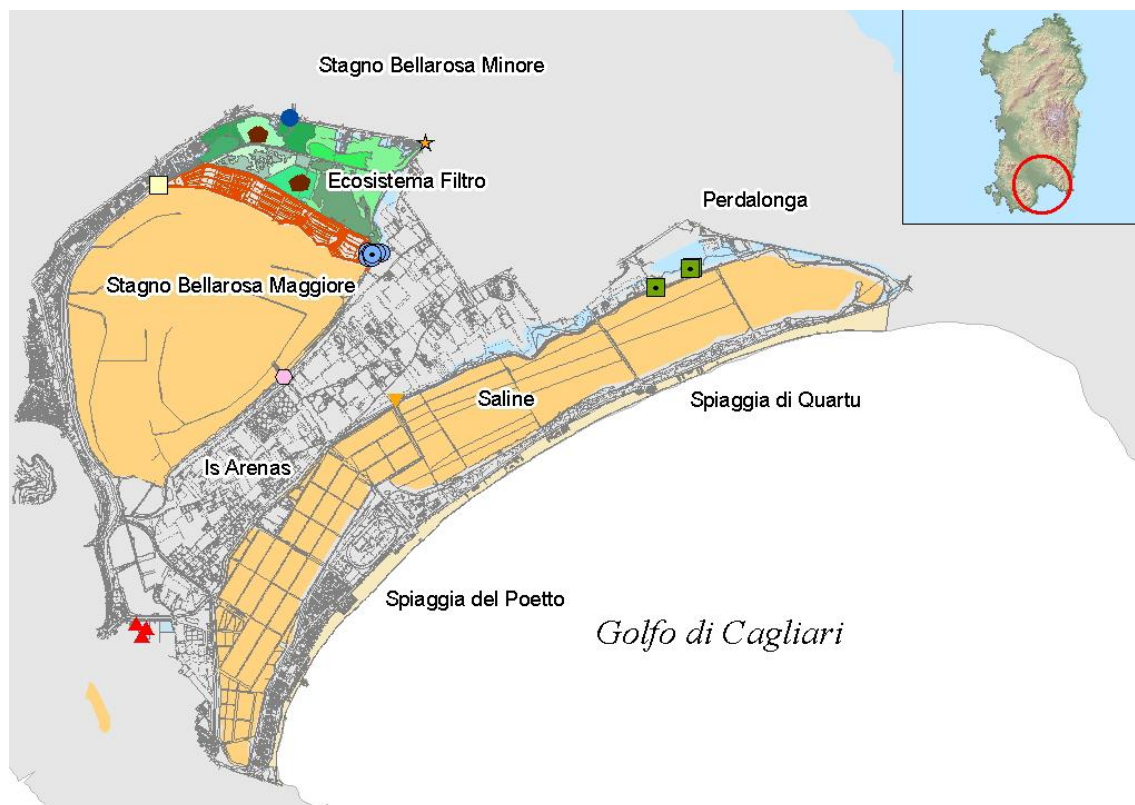 Stagno Bellarosa Minore
Ecosistema Filtro
Perdalonga
Stagno Bellarosa Maggiore
Saline
Spiaggia di Quartu
Is Arenas
Spiaggia del Poetto
Golfo di Cagliari